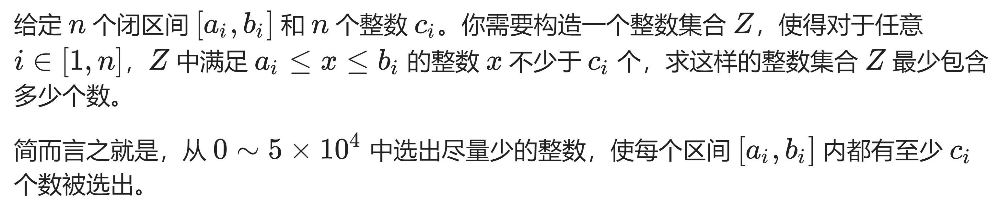 给定 n 个闭区间 [a_i, b_i] 和 n 个整数 c_i。你需要构造一个整数集合 Z，使得对于任意
i ∈ [1, n]，Z 中满足 a_i ≤ x ≤ b_i 的整数 x 不少于 c_i 个，求这样的整数集合 Z 最少包含
多少个数。
简而言之就是，从 0 ∼ 5 × 10^4 中选出尽量少的整数，使每个区间 [a_i, b_i] 内都有至少 c_i
个数被选出。